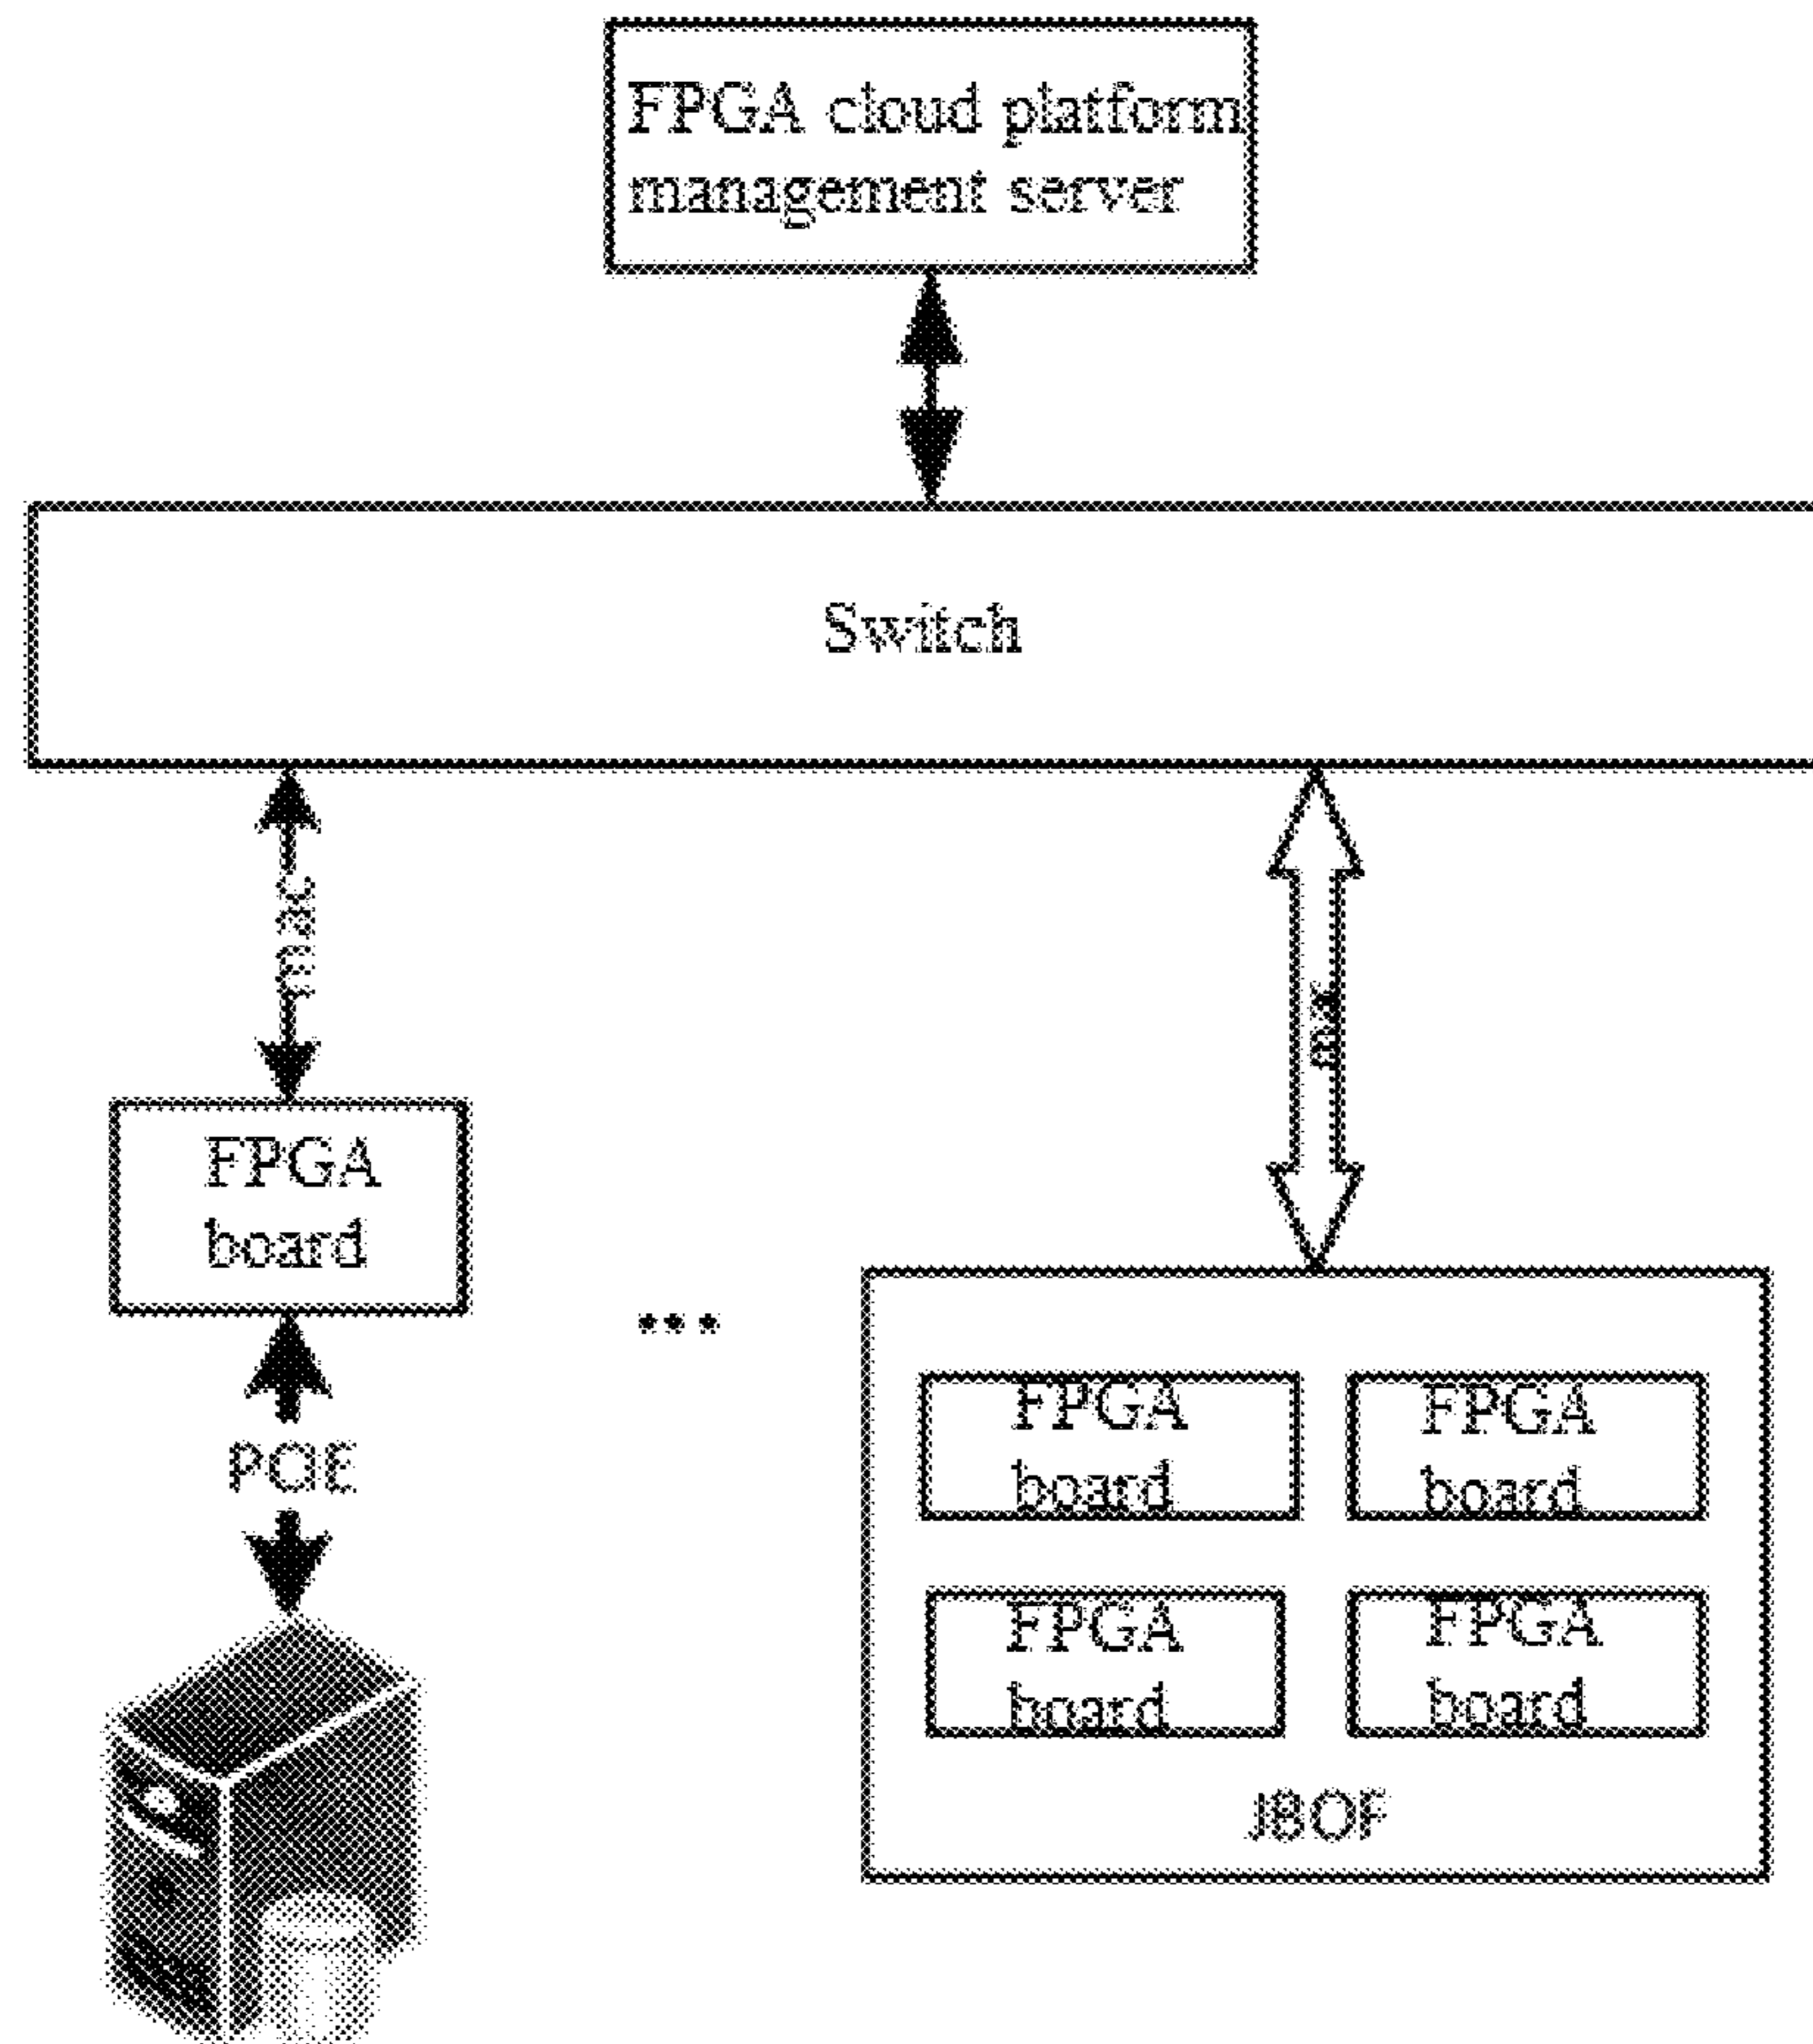 FPGA cloud platform
management server
Switch
mac
FPGA
board
PCIE
...
FPGA
board
FPGA
board
FPGA
board
FPGA
board
JBOF